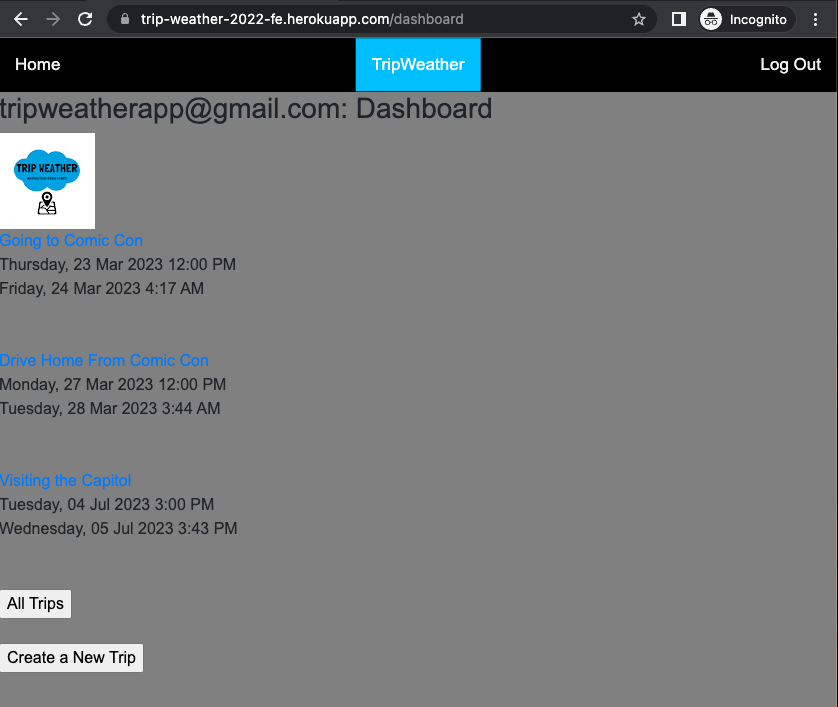 trip-weather-2022-fe.herokuapp.com/dashboard
Incognito
Home
TripWeather
Log Out
tripweatherapp@gmail.com: Dashboard
TRIP WEATHER
NAVIGATION ASSISTANCE
Going to Comic Con
Thursday, 23 Mar 2023 12:00 PM
Friday, 24 Mar 2023 4:17 AM
Drive Home From Comic Con
Monday, 27 Mar 2023 12:00 PM
Tuesday, 28 Mar 2023 3:44 AM
Visiting the Capitol
Tuesday, 04 Jul 2023 3:00 PM
Wednesday, 05 Jul 2023 3:43 PM
All Trips
Create a New Trip